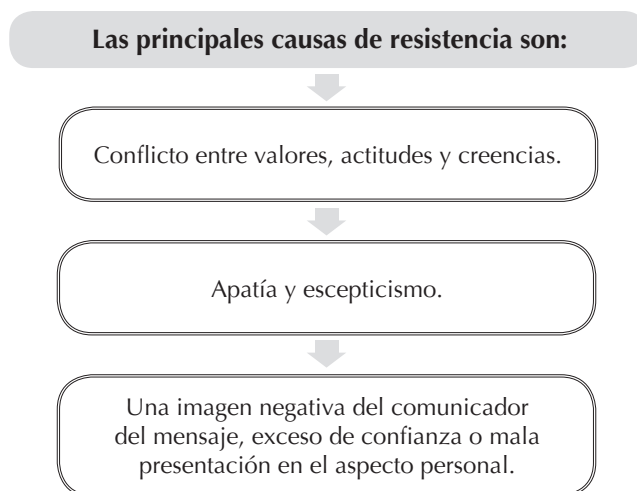 Las principales causas de resistencia son:
Conflicto entre valores, actitudes y creencias.
Apatía y escepticismo.
Una imagen negativa del comunicador
del mensaje, exceso de confianza o mala
presentación en el aspecto personal.